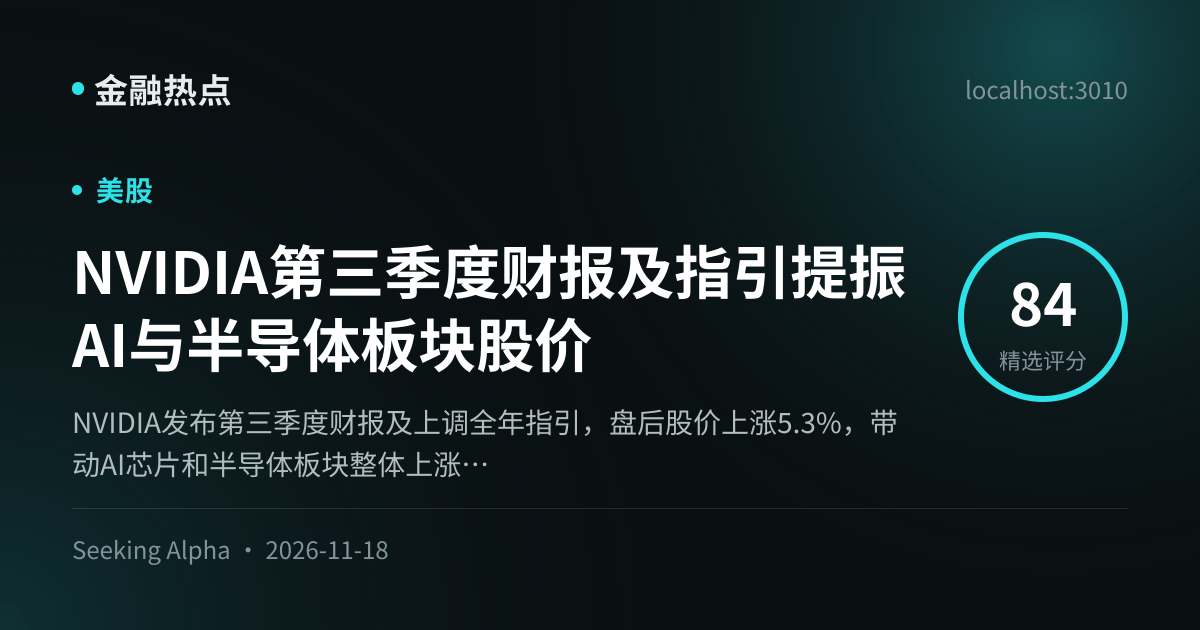 金融热点
localhost:3010
美股
NVIDIA第三季度财报及指引提振
AI与半导体板块股价
84
精选评分
NVIDIA发布第三季度财报及上调全年指引，盘后股价上涨5.3%，带
动AI芯片和半导体板块整体上涨…
Seeking Alpha · 2026-11-18